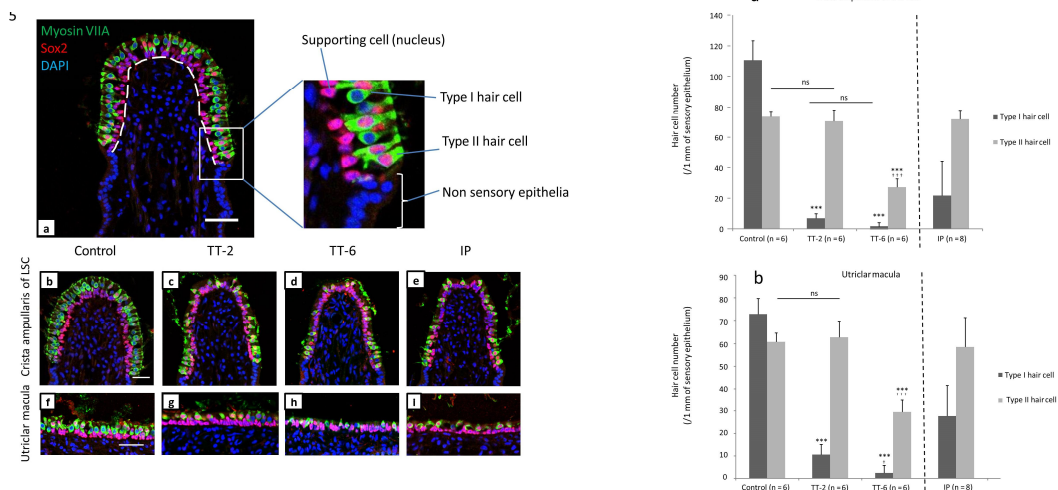 5
Myosin VIIA
Sox2
DAPI
Supporting cell (nucleus)
Type I hair cell
Type II hair cell
Non sensory epithelia
a
Control
TT-2
TT-6
IP
Crista ampullaris of LSC
b
c
d
e
Utriclar macula
f
g
h
I
Hair cell number
(/1 mm of sensory epithelium)
140
120
100
80
60
40
20
0
ns
ns
***
***
***
†††
Type I hair cell
Type II hair cell
Control (n = 6)
TT-2 (n = 6)
TT-6 (n = 6)
IP (n = 8)
b
Utriclar macula
Hair cell number
(/1 mm of sensory epithelium)
90
80
70
60
50
40
30
20
10
0
ns
***
***
***
Type I hair cell
Type II hair cell
Control (n = 6)
TT-2 (n = 6)
TT-6 (n = 6)
IP (n = 8)